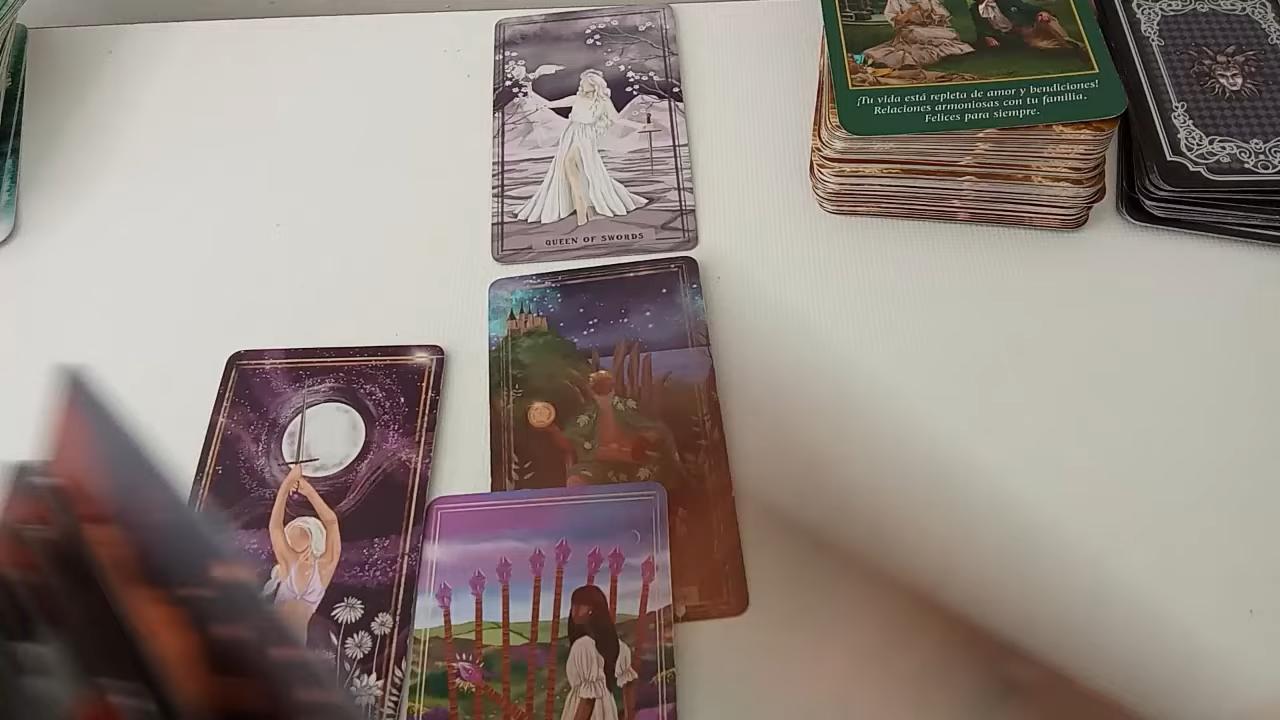 ¡Tu vida está repleta de amor y bendiciones!
Relaciones armoniosas con tu familia.
Felices para siempre.
QUEEN OF SWORDS